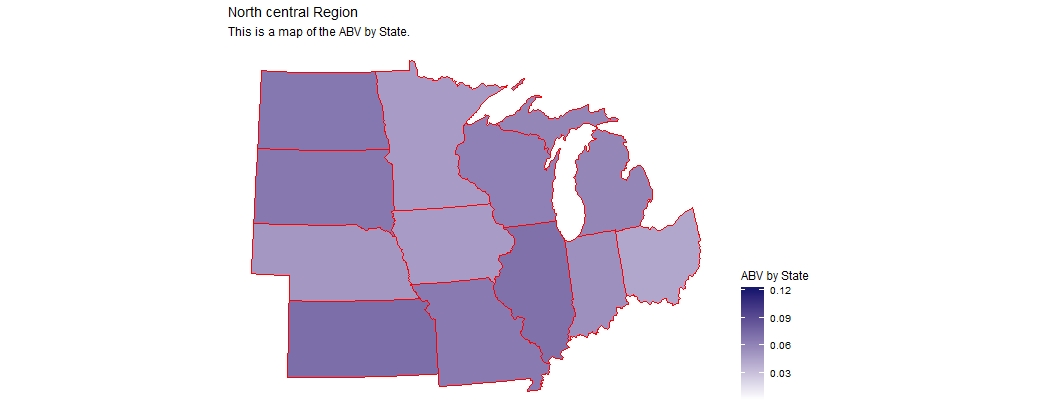 North central Region
This is a map of the ABV by State.
ABV by State
0.12
0.09
0.06
0.03